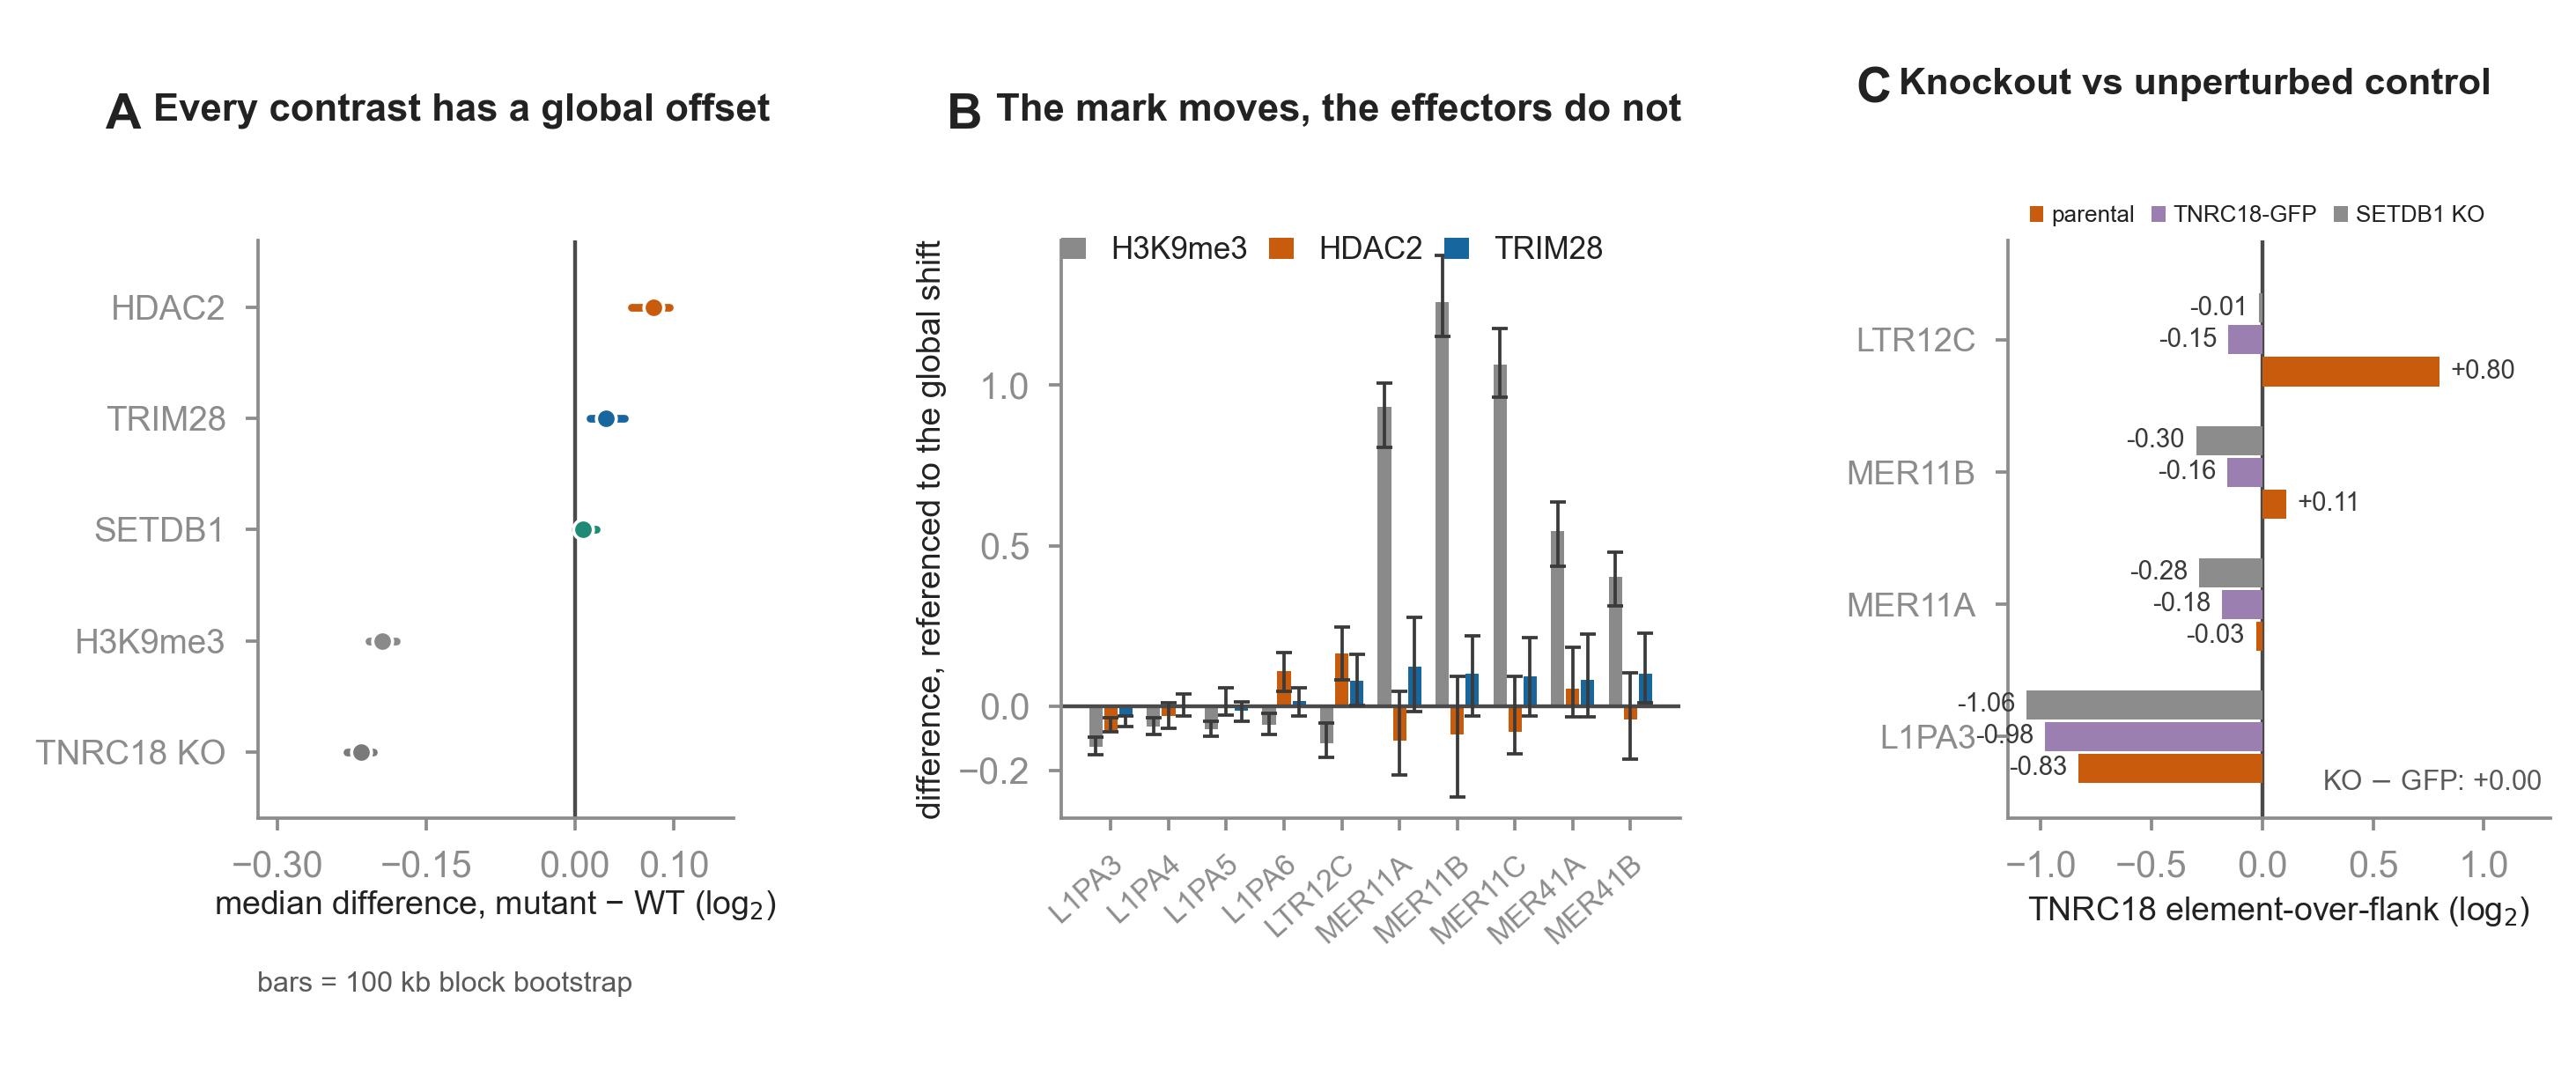 A Every contrast has a global offset
HDAC2
TRIM28
SETDB1
H3K9me3
TNRC18 KO
−0.30
−0.15
0.00
0.10
median difference, mutant − WT (log₂)
bars = 100 kb block bootstrap
B The mark moves, the effectors do not
H3K9me3
HDAC2
TRIM28
difference, referenced to the global shift
1.0
0.5
0.0
−0.2
L1PA3
L1PA4
L1PA5
L1PA6
LTR12C
MER11A
MER11B
MER11C
MER41A
MER41B
C Knockout vs unperturbed control
parental
TNRC18-GFP
SETDB1 KO
LTR12C
-0.01
-0.15
+0.80
MER11B
-0.30
-0.16
+0.11
MER11A
-0.28
-0.18
-0.03
L1PA3
-1.06
-0.98
-0.83
KO − GFP: +0.00
−1.0
−0.5
0.0
0.5
1.0
TNRC18 element-over-flank (log₂)